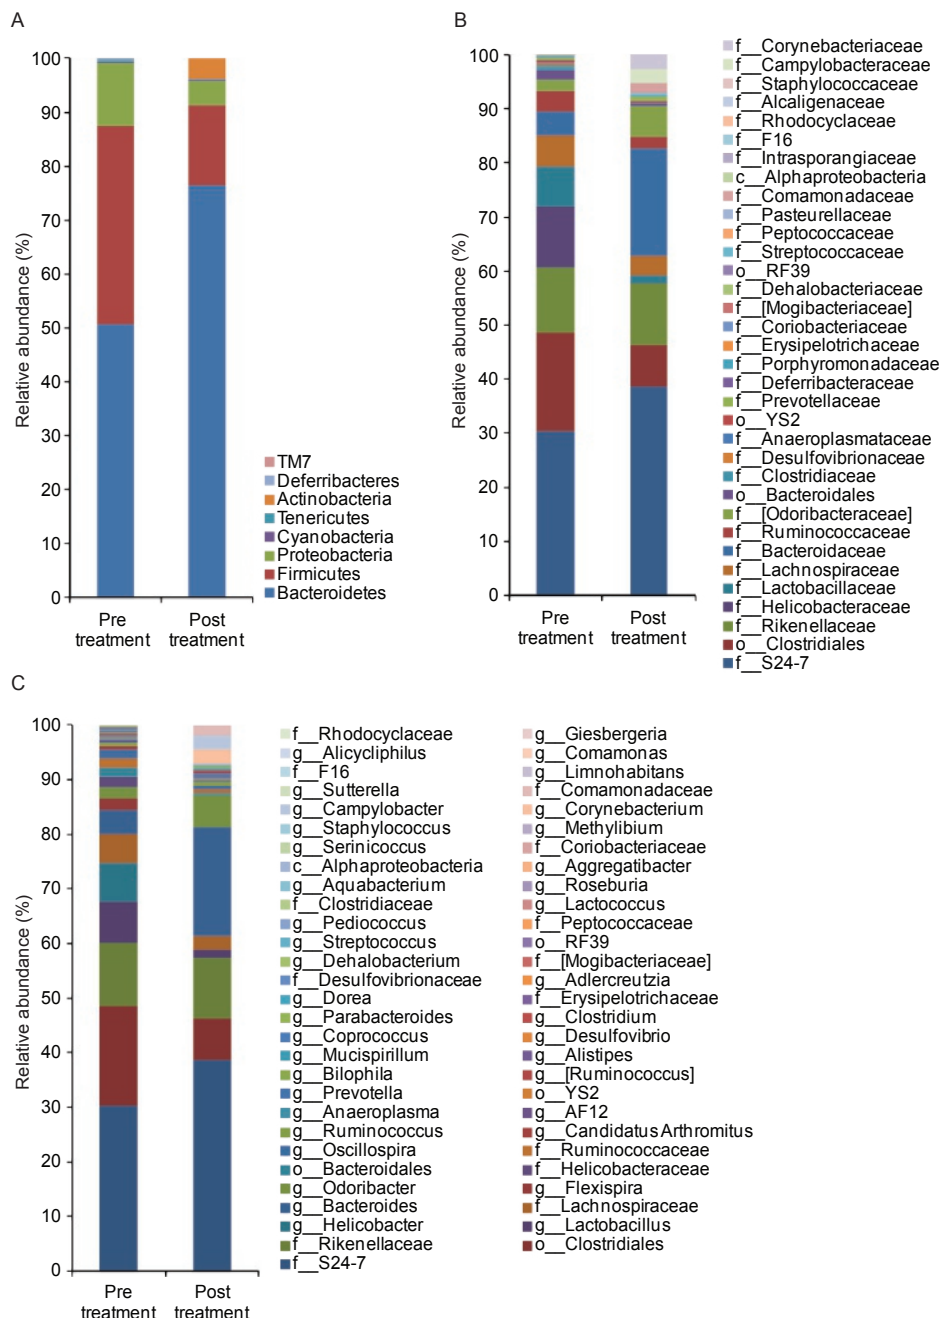 A
100
90
80
70
60
50
40
30
20
10
0
Relative abundance (%)
Pre
treatment
Post
treatment
TM7
Deferribacteres
Actinobacteria
Tenericutes
Cyanobacteria
Proteobacteria
Firmicutes
Bacteroidetes
B
100
90
80
70
60
50
40
30
20
10
0
Relative abundance (%)
Pre
treatment
Post
treatment
f__Corynebacteriaceae
f__Campylobacteraceae
f__Staphylococcaceae
f__Alcaligenaceae
f__Rhodocyclaceae
f__F16
f__Intrasporangiaceae
c__Alphaproteobacteria
f__Comamonadaceae
f__Pasteurellaceae
f__Peptococcaceae
f__Streptococcaceae
o__RF39
f__Dehalobacteriaceae
f__[Mogibacteriaceae]
f__Coriobacteriaceae
f__Erysipelotrichaceae
f__Porphyromonadaceae
f__Deferribacteraceae
f__Prevotellaceae
o__YS2
f__Anaeroplasmataceae
f__Desulfovibrionaceae
f__Clostridiaceae
o__Bacteroidales
f__[Odoribacteraceae]
f__Ruminococcaceae
f__Bacteroidaceae
f__Lachnospiraceae
f__Lactobacillaceae
f__Helicobacteraceae
f__Rikenellaceae
o__Clostridiales
f__S24-7
C
100
90
80
70
60
50
40
30
20
10
0
Relative abundance (%)
Pre
treatment
Post
treatment
f__Rhodocyclaceae
g__Alicycliphilus
f__F16
g__Sutterella
g__Campylobacter
g__Staphylococcus
g__Serinicoccus
c__Alphaproteobacteria
g__Aquabacterium
f__Clostridiaceae
g__Pediococcus
g__Streptococcus
g__Dehalobacterium
f__Desulfovibrionaceae
g__Dorea
g__Parabacteroides
g__Coprococcus
g__Mucispirillum
g__Bilophila
g__Prevotella
g__Anaeroplasma
g__Ruminococcus
g__Oscillospira
o__Bacteroidales
g__Odoribacter
g__Bacteroides
g__Helicobacter
f__Rikenellaceae
f__S24-7
g__Giesbergeria
g__Comamonas
g__Limnohabitans
f__Comamonadaceae
g__Corynebacterium
g__Methylibium
f__Coriobacteriaceae
g__Aggregatibacter
g__Roseburia
g__Lactococcus
f__Peptococcaceae
o__RF39
f__[Mogibacteriaceae]
g__Adlercreutzia
f__Erysipelotrichaceae
g__Clostridium
g__Desulfovibrio
g__Alistipes
g__[Ruminococcus]
o__YS2
g__AF12
g__Candidatus Arthromitus
f__Ruminococcaceae
f__Helicobacteraceae
g__Flexispira
f__Lachnospiraceae
g__Lactobacillus
o__Clostridiales